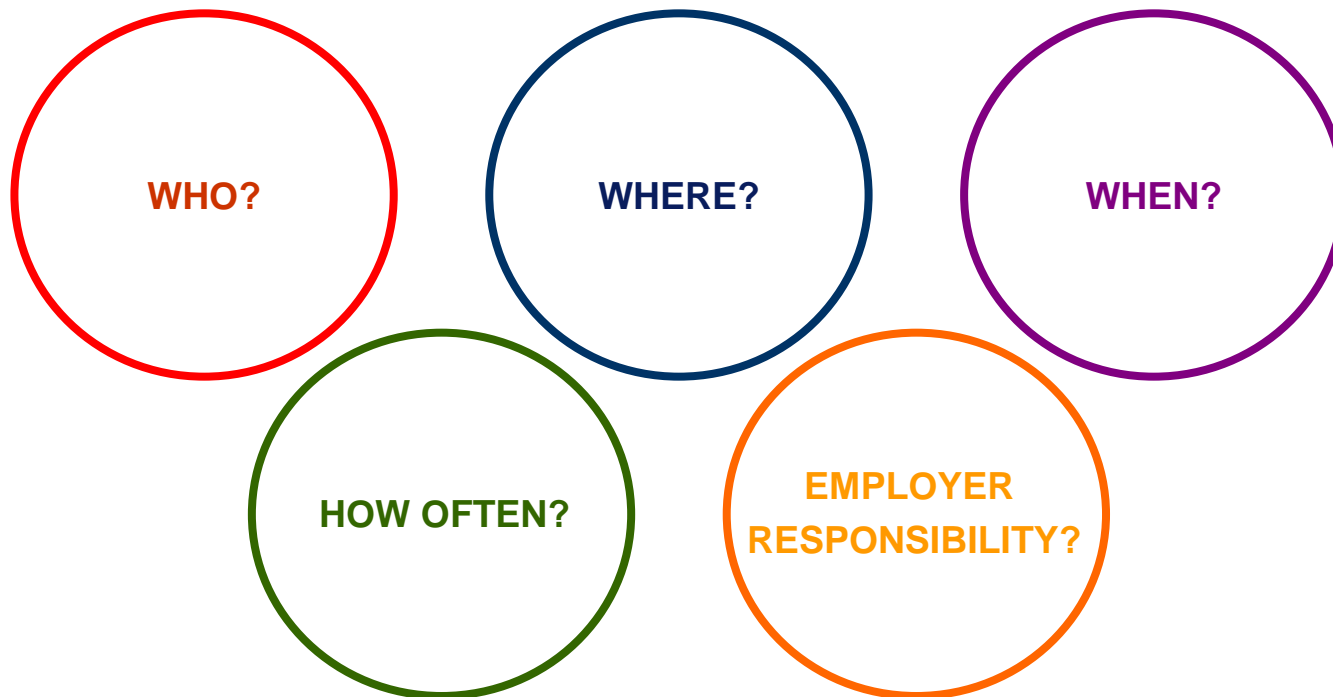 WHO?
WHERE?
WHEN?
HOW OFTEN?
EMPLOYER
RESPONSIBILITY?